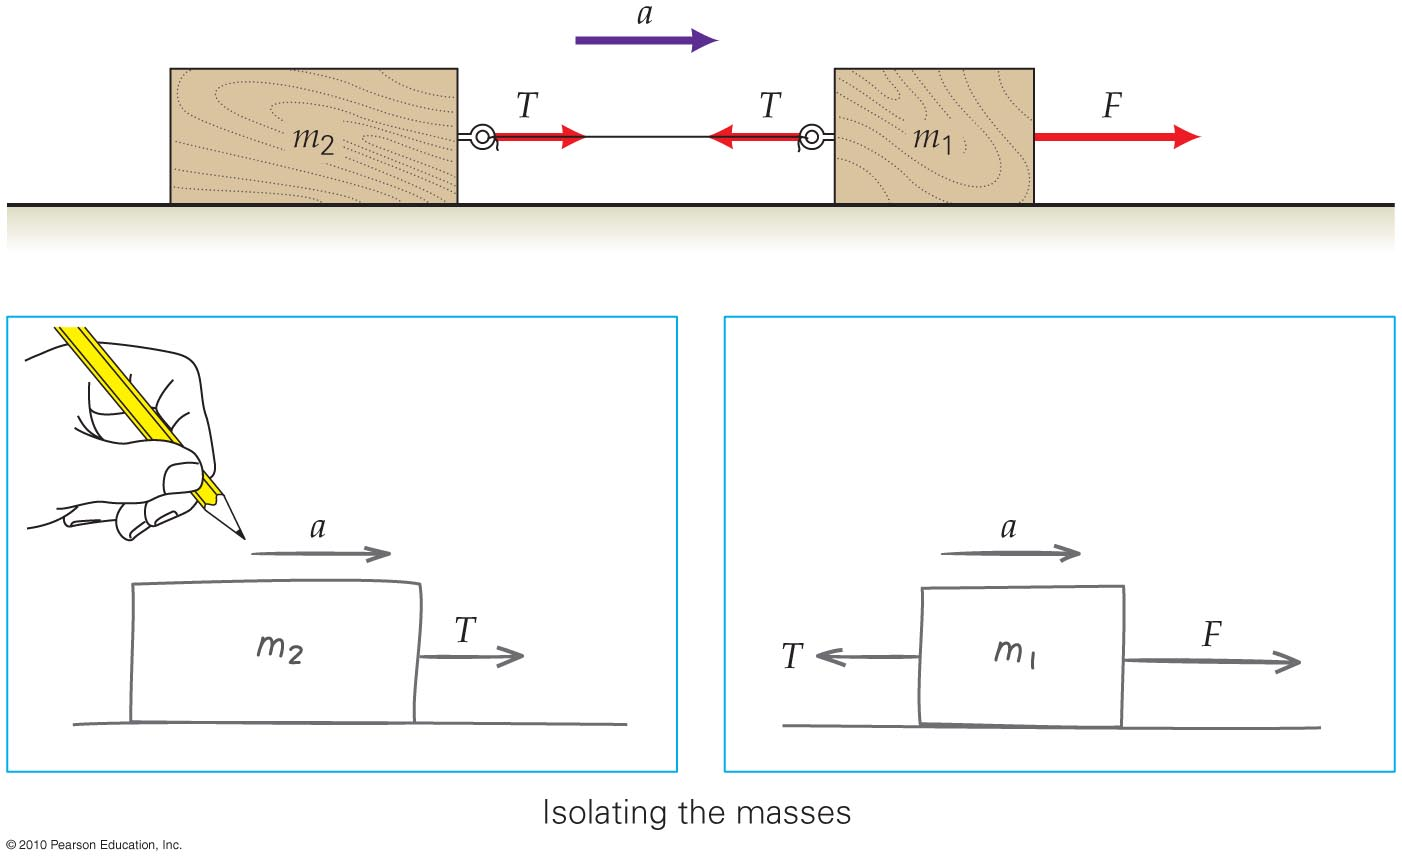 a
T T F
m₂ m₁
a a
T F
m₂ T m₁
Isolating the masses
© 2010 Pearson Education, Inc.